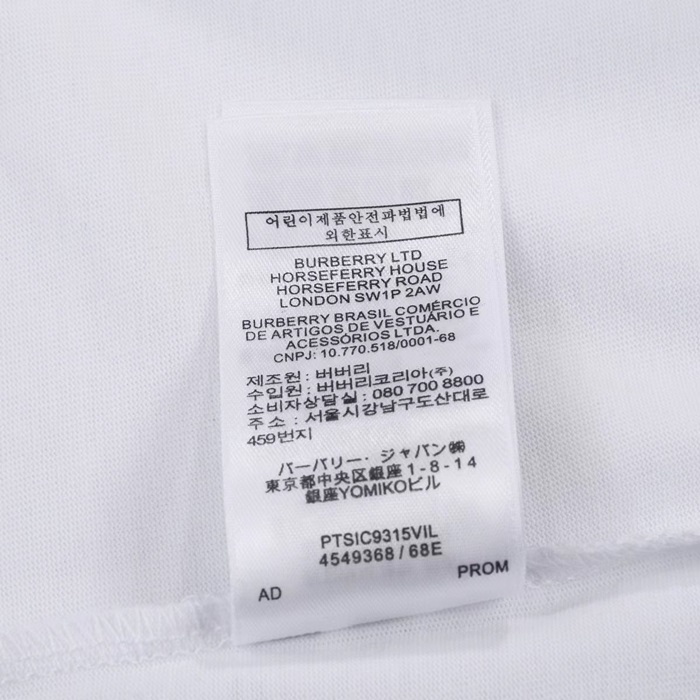 어린이제품안전파법법에
외한표시
BURBERRY LTD
HORSEFERRY HOUSE
HORSEFERRY ROAD
LONDON SW1P 2AW
BURBERRY BRASIL COMÉRCIO
DE ARTIGOS DE VESTUÁRIO E
ACESSÓRIOS LTDA.
CNPJ: 10.770.518/0001-68
제조원 : 버버리
수입원 : 버버리코리아(주)
소비자상담실 : 080 700 8800
주소 : 서울시강남구도산대로
459번지
バーバリー・ジャパン㈱
東京都中央区銀座1-8-14
銀座YOMIKOビル
PTSIC9315VIL
4549368 / 68E
AD
PROM